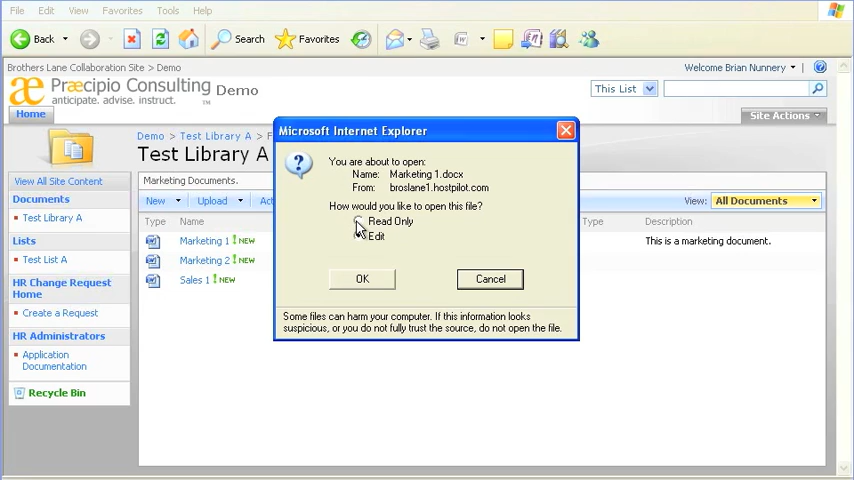 File Edit View Favorites Tools Help
Back Search Favorites
Brothers Lane Collaboration Site > Demo Welcome Brian Nunnery
æ Præcipio Consulting
anticipate. advise. instruct.™
Demo This List
Home Site Actions
Demo > Test Library A > F
Test Library A
View All Site Content
Documents
Test Library A
Lists
Test List A
HR Change Request Home
Create a Request
HR Administrators
Application
Documentation
Recycle Bin
Marketing Documents.
New Upload Act View: All Documents
Type Name Type Description
Marketing 1 ! NEW This is a marketing document.
Marketing 2 ! NEW
Sales 1 ! NEW
Microsoft Internet Explorer
You are about to open:
Name: Marketing 1.docx
From: broslane1.hostpilot.com
How would you like to open this file?
Read Only
Edit
OK Cancel
Some files can harm your computer. If this information looks
suspicious, or you do not fully trust the source, do not open the file.